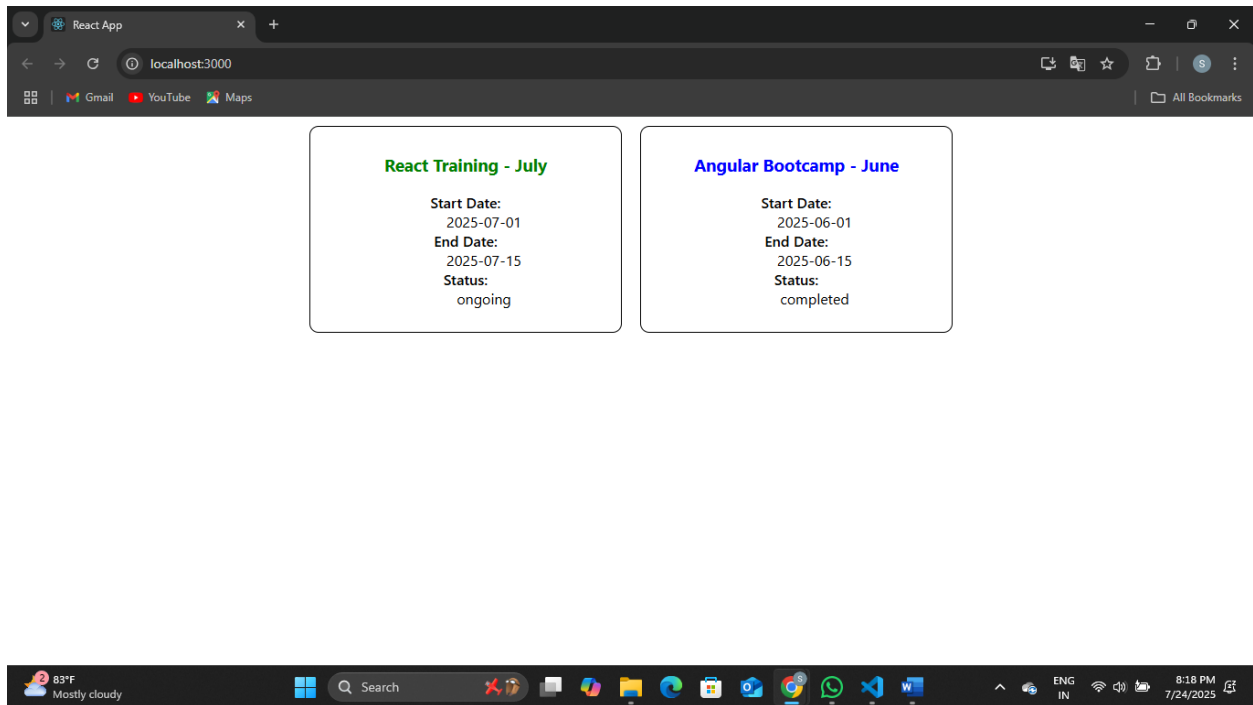 React App
localhost:3000
Gmail YouTube Maps All Bookmarks
S
React Training - July
Start Date:
2025-07-01
End Date:
2025-07-15
Status:
ongoing
Angular Bootcamp - June
Start Date:
2025-06-01
End Date:
2025-06-15
Status:
completed
2
83°F
Mostly cloudy
Search
S
ENG
IN
8:18 PM
7/24/2025